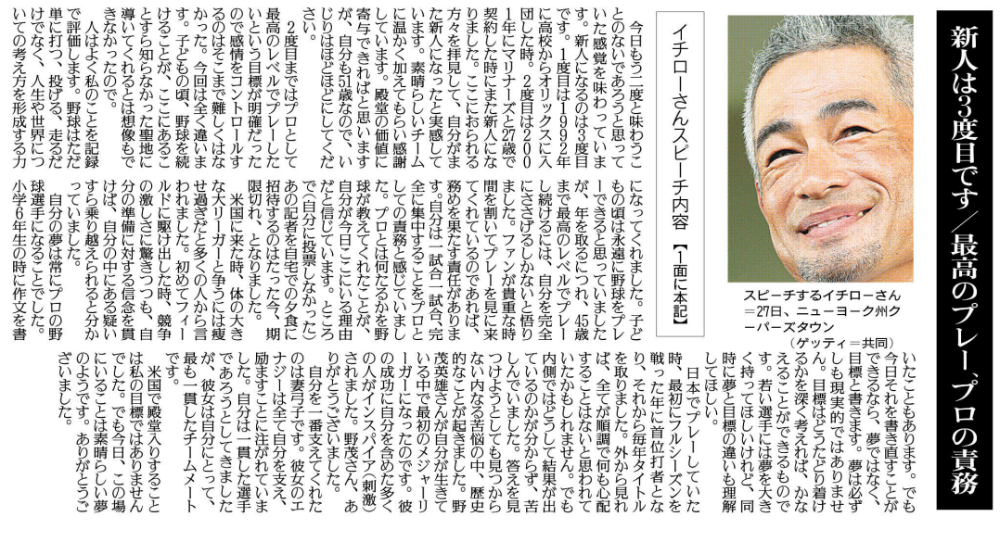 新人は3度目です/最高のプレー、プロの責務
スピーチするイチローさん
=27日、ニューヨーク州ク
ーパーズタウン
(ゲッティ=共同)
イチローさんスピーチ内容 【1面に本記】
今日もう二度と味わうこ
とのないであろうと思って
いた感覚を味わっていま
す。新人になるのは3度目
です。1度目は1992年
に高校からオリックスに入
団した時。2度目は200
1年にマリナーズと27歳で
契約した時にまた新人にな
りました。ここにおられる
方々を拝見して、自分がま
た新人になったと実感して
います。素晴らしいチーム
に温かく加えてもらい感謝
しています。殿堂の価値に
寄与できればと思います
が、自分も51歳なので、い
じりはほどほどにしてくだ
さい。
2度目まではプロとして
最高のレベルでプレーした
いという目標が明確だった
ので感情をコントロールす
るのはそこまで難しくはな
かった。今回は全く違いま
す。子どもの頃、野球を続
けることが、ここにあるこ
とすら知らなかった聖地に
導いてくれるとは想像もで
きなかったので。
人はよく私のことを記録
で評価します。野球はただ
単に打つ、投げる、走るだ
けでなく、人生や世界につ
いての考え方を形成する力
になってくれました。子ど
もの頃は永遠に野球をプレ
ーできると思っていました
が、年を取るにつれ、45歳
まで最高のレベルでプレー
し続けるには、自分を完全
にささげるしかないと悟り
ました。ファンが貴重な時
間を割いてプレーを見に来
てくれているのであれば、
務めを果たす責任がありま
す。自分は一試合一試合、完
全に集中することをプロと
しての責務と感じていまし
た。プロとは何たるかを野
球が教えてくれたことが、
自分が今日ここにいる理由
だと信じています。ところ
で(自分に投票しなかった)
あの記者を自宅での夕食に
招待するのはたった今、期
限切れ、となりました。
米国に来た時、体の大き
な大リーガーと争うには痩
せ過ぎだと多くの人から言
われました。初めてフィー
ルドに駆け出した時、競争
の激しさに驚きつつも、自
分の準備に対する信念を貫
けば、自分の中にある疑い
すら乗り越えられると分か
っていました。
自分の夢は常にプロの野
球選手になることでした。
小学6年生の時に作文を書
いたこともあります。でも
今日それを書き直すことが
できるなら、夢ではなく、
目標と書きます。夢は必ず
しも現実的ではありませ
ん。目標はどうたどり着け
るかを深く考えれば、かな
えることができるもので
す。若い選手には夢を大き
く持ってほしいけれど、同
時に夢と目標の違いも理解
してほしい。
日本でプレーしていた
時、最初にフルシーズンを
戦った年に首位打者とな
り、それから毎年タイトル
を取りました。外から見れ
ば、全てが順調で何も心配
することはないと思われて
いたかもしれません。でも
内側ではどうして結果が出
ているのかが分からず、苦
しんでいました。答えを見
つけようとしても見つから
ない内なる苦悩の中、歴史
的なことが起きました。野
茂英雄さんが自分が生きて
いる中で最初のメジャーリ
ーガーになったのです。彼
の成功に自分を含めた多く
の人がインスパイア(刺激)
されました。野茂さん、あ
りがとうございました。
自分を一番支えてくれた
のは妻弓子です。彼女のエ
ナジーは全て自分を支え、
励ますことに注がれていま
した。自分は一貫した選手
であろうとしてきました
が、彼女は自分にとって、
最も一貫したチームメート
です。
米国で殿堂入りすること
は私の目標ではありません
でした。でも今日、この場
にいることは素晴らしい夢
のようです。ありがとうご
ざいました。